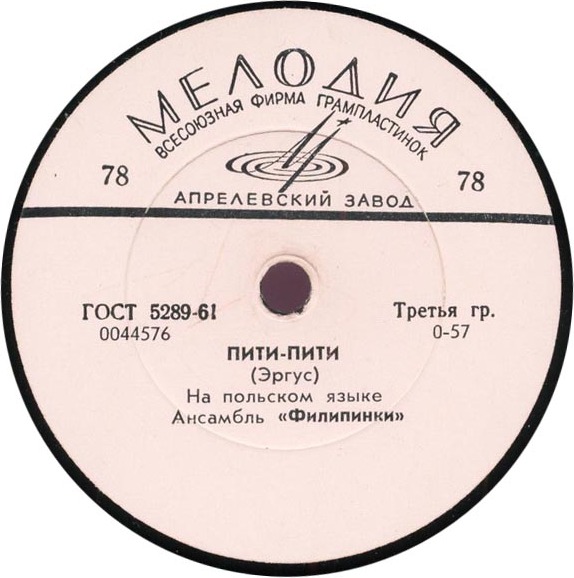 МЕЛОДИЯ
ВСЕСОЮЗНАЯ ФИРМА ГРАМПЛАСТИНОК
78 78
АПРЕЛЕВСКИЙ ЗАВОД
ГОСТ 5289-61 Третья гр.
0044576 0-57
ПИТИ-ПИТИ
(Эргус)
На польском языке
Ансамбль «Филипинки»